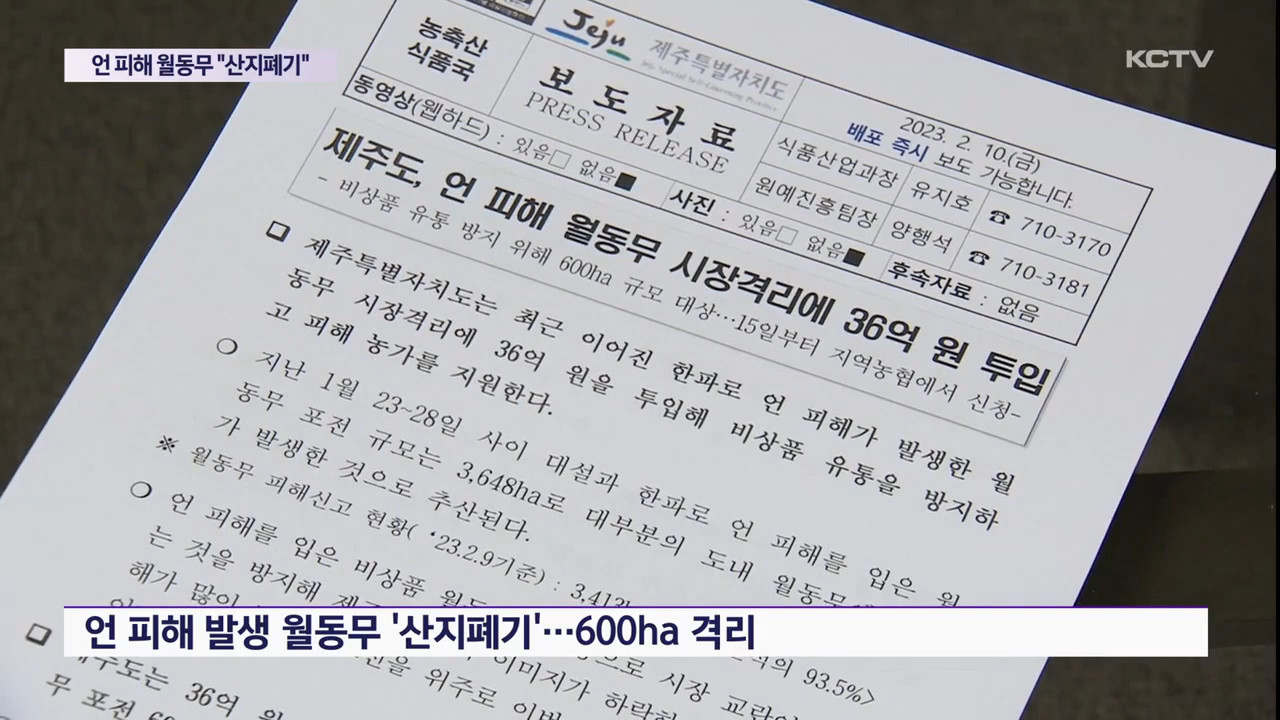 언 피해 월동무 "산지폐기"
KCTV
농축산
식품국
Jeju 제주특별자치도
보 도 자 료
PRESS RELEASE
2023. 2. 10.(금)
배포 즉시 보도 가능합니다.
식품산업과장 유지호 ☎ 710-3170
원예진흥팀장 양행석 ☎ 710-3181
동영상(웹하드) : 있음□ 없음■ 사진 : 있음□ 없음■ 후속자료 : 없음
제주도, 언 피해 월동무 시장격리에 36억 원 투입
- 비상품 유통 방지 위해 600ha 규모 대상…15일부터 지역농협에서 신청-
❑ 제주특별자치도는 최근 이어진 한파로 언 피해가 발생한 월
동무 시장격리에 36억 원을 투입해 비상품 유통을 방지하
고 피해 농가를 지원한다.
❍ 지난 1월 23~28일 사이 대설과 한파로 언 피해를 입은 월
동무 포전 규모는 3,648ha로 대부분의 도내 월동무
가 발생한 것으로 추산된다.
※ 월동무 피해신고 현황( '23.2.9기준) : 3,413 의 93.5%>
❍ 언 피해를 입은 비상품 월동
는 것을 방지해 제 으로 시장 교란
해가 많이 이미지가 하락
을 위주로 이번
❑ 제주도는 36억 원
무 포전
언 피해 발생 월동무 '산지폐기'…600ha 격리